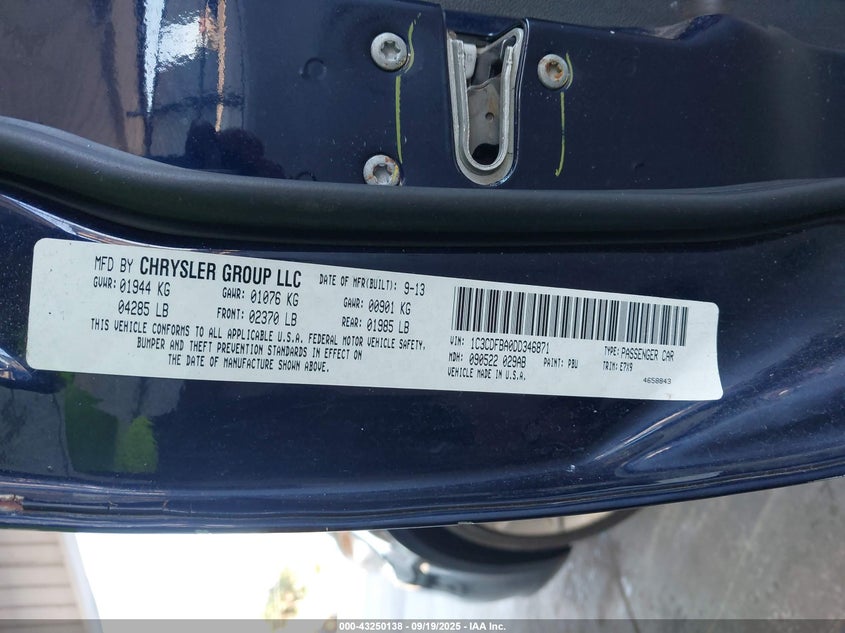 MFD BY CHRYSLER GROUP LLC DATE OF MFR(BUILT): 9-13
GVWR: 01944 KG GAWR: 01076 KG GAWR: 00901 KG
04285 LB FRONT: 02370 LB REAR: 01985 LB
THIS VEHICLE CONFORMS TO ALL APPLICABLE U.S.A. FEDERAL MOTOR VEHICLE SAFETY,
BUMPER AND THEFT PREVENTION STANDARDS IN EFFECT ON
THE DATE OF MANUFACTURE SHOWN ABOVE.
VIN: 1C3CDFBA0DD346871 TYPE: PASSENGER CAR
MDH: 090522 029AB PAINT: PBU TRIM: E7X9
VEHICLE MADE IN U.S.A. 4658843
000-43250138 - 09/19/2025 - IAA Inc.